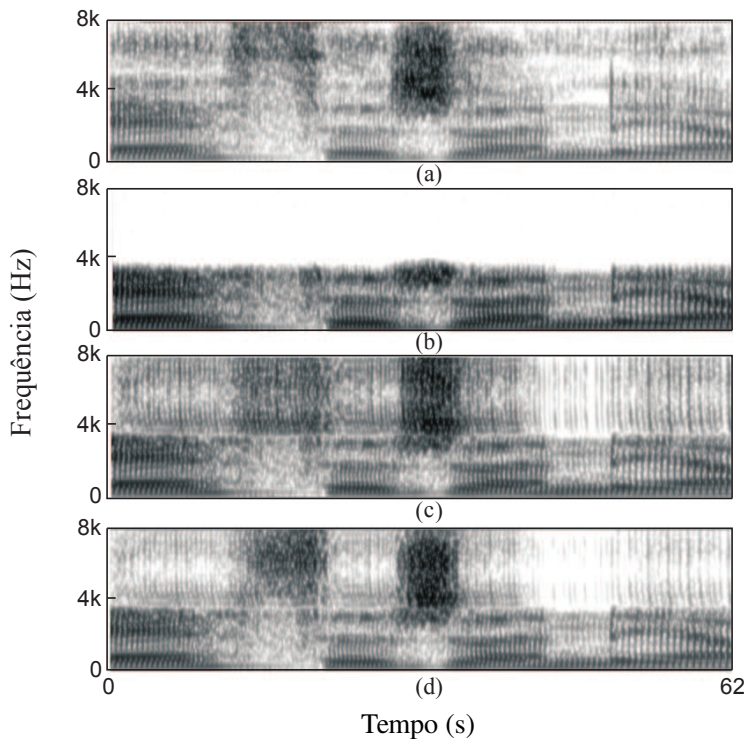 8k
4k
0
(a)
8k
4k
0
(b)
8k
4k
0
(c)
8k
4k
0
(d)
0
62
Frequência (Hz)
Tempo (s)